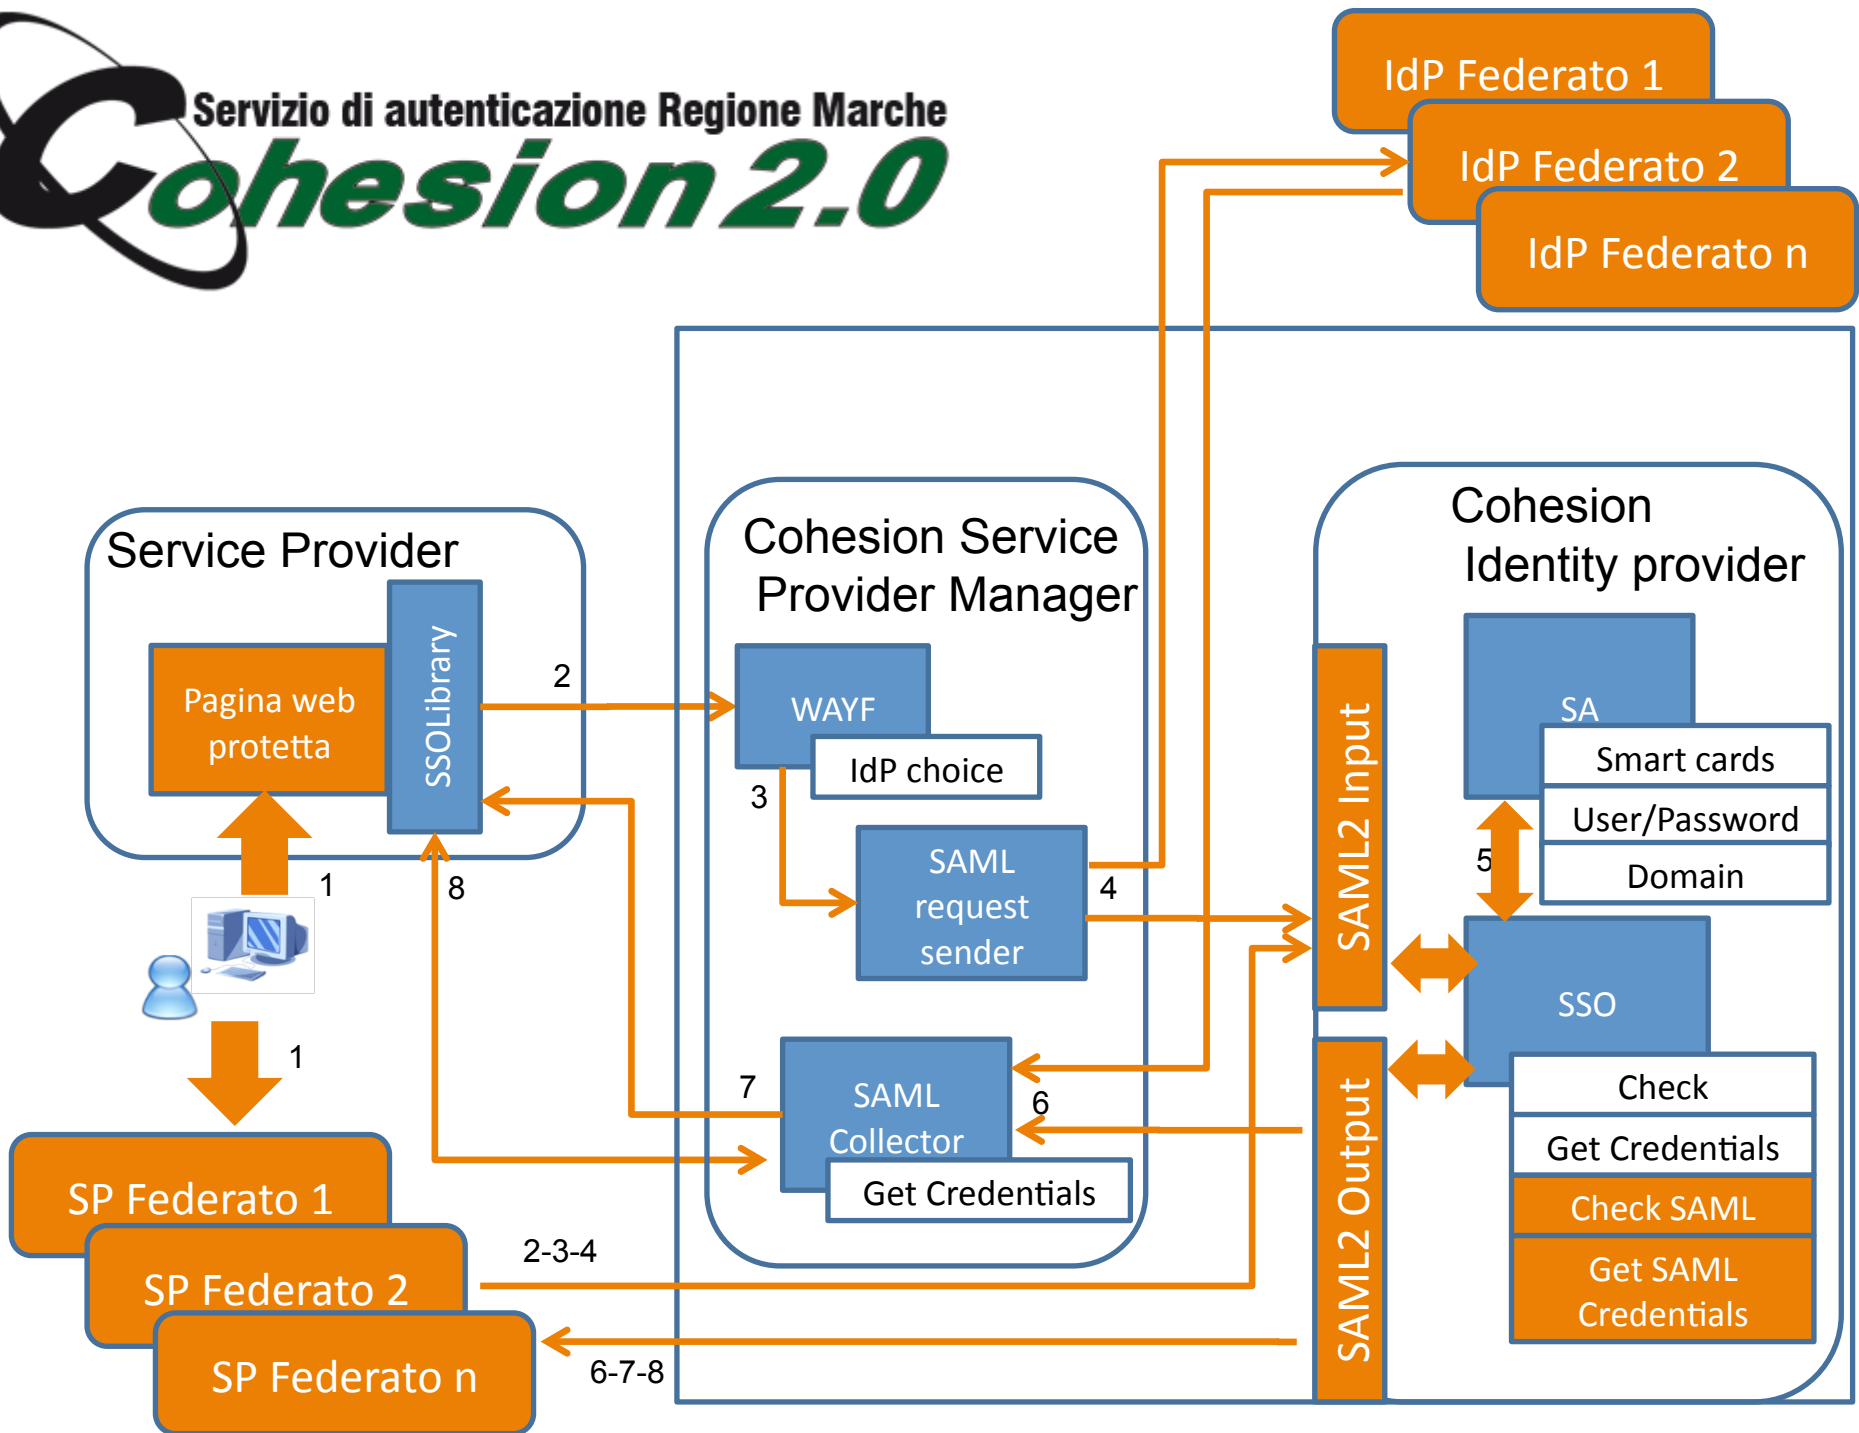 Servizio di autenticazione Regione Marche
Cohesion 2.0
IdP Federato 1
IdP Federato 2
IdP Federato n
Service Provider
Pagina web
protetta
SSOLibrary
1
8
1
2
Cohesion Service
Provider Manager
WAYF
IdP choice
3
SAML
request
sender
4
7
SAML
Collector
6
Get Credentials
Cohesion
Identity provider
SAML2 Input
SA
Smart cards
User/Password
Domain
5
SSO
Check
Get Credentials
Check SAML
Get SAML
Credentials
SAML2 Output
SP Federato 1
SP Federato 2
SP Federato n
2-3-4
6-7-8